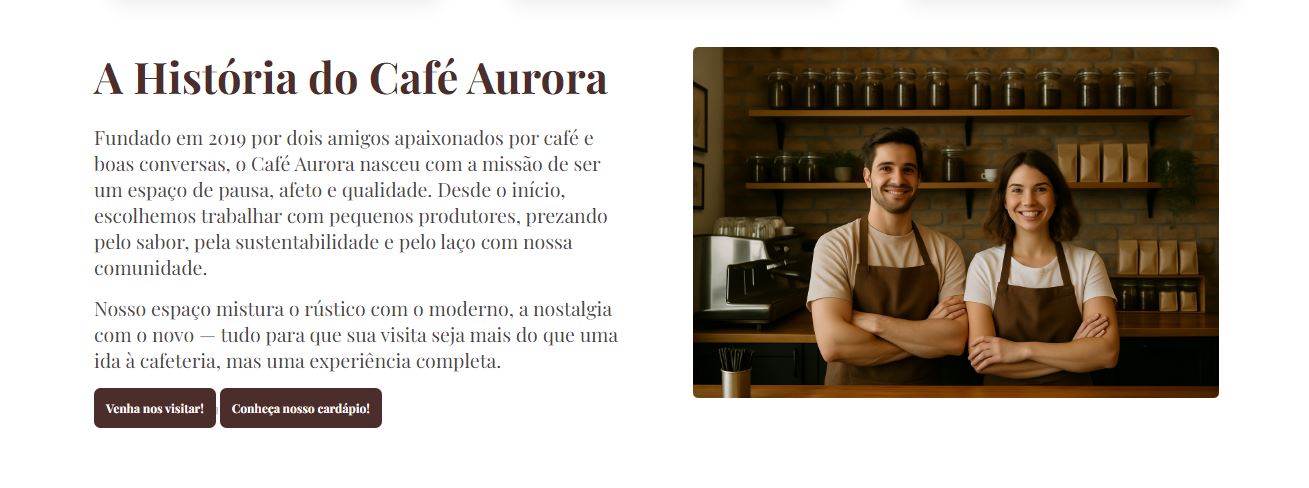 A História do Café Aurora
Fundado em 2019 por dois amigos apaixonados por café e
boas conversas, o Café Aurora nasceu com a missão de ser
um espaço de pausa, afeto e qualidade. Desde o início,
escolhemos trabalhar com pequenos produtores, prezando
pelo sabor, pela sustentabilidade e pelo laço com nossa
comunidade.
Nosso espaço mistura o rústico com o moderno, a nostalgia
com o novo — tudo para que sua visita seja mais do que uma
ida à cafeteria, mas uma experiência completa.
Venha nos visitar! Conheça nosso cardápio!